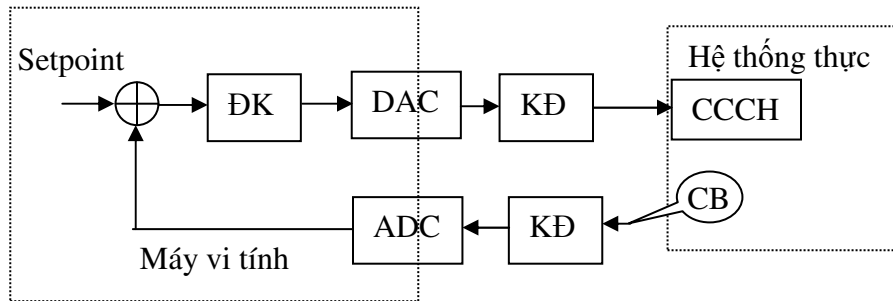 Setpoint
Hệ thống thực
ĐK
DAC
KĐ
CCCH
CB
ADC
KĐ
Máy vi tính